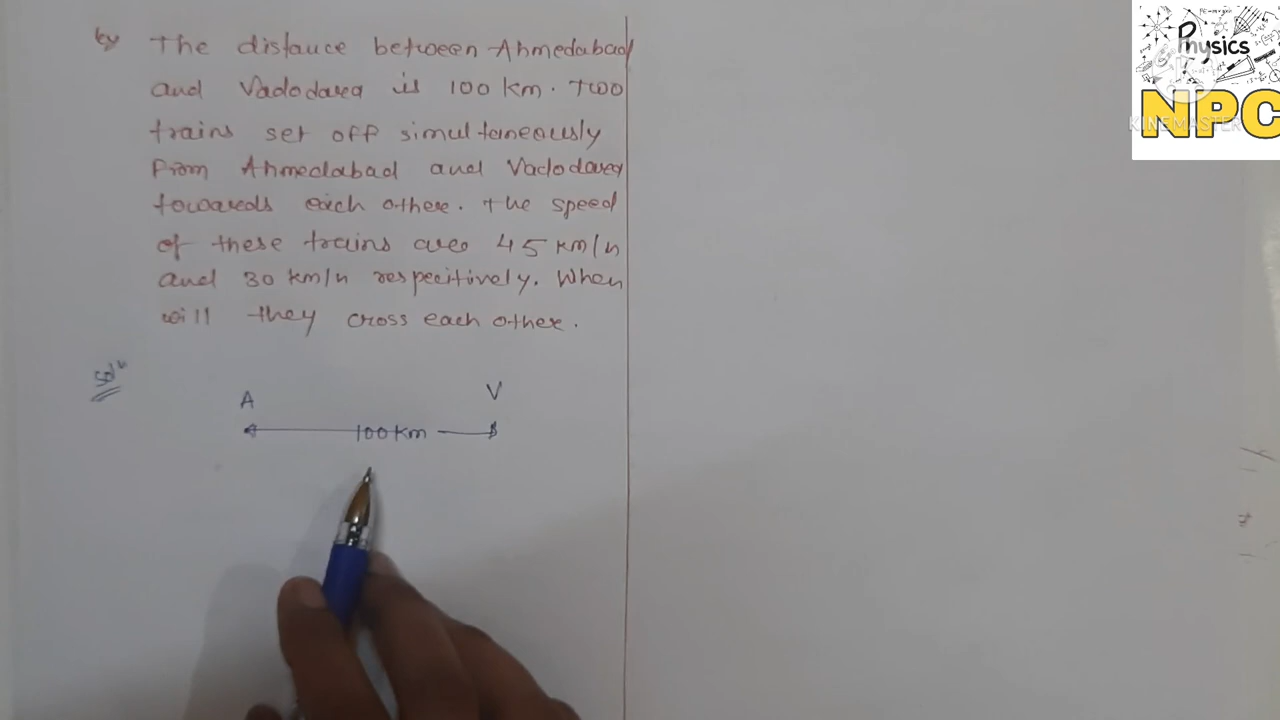 The distance between Ahmedabad
and Vadodara is 100 km. Two
trains set off simultaneously
from Ahmedabad and Vadodara
towards each other. The speed
of these trains are 45 km/h
and 30 km/h respectively. When
will they cross each other.
Solⁿ
A V
100 km
Physics
NPC
KINEMASTER